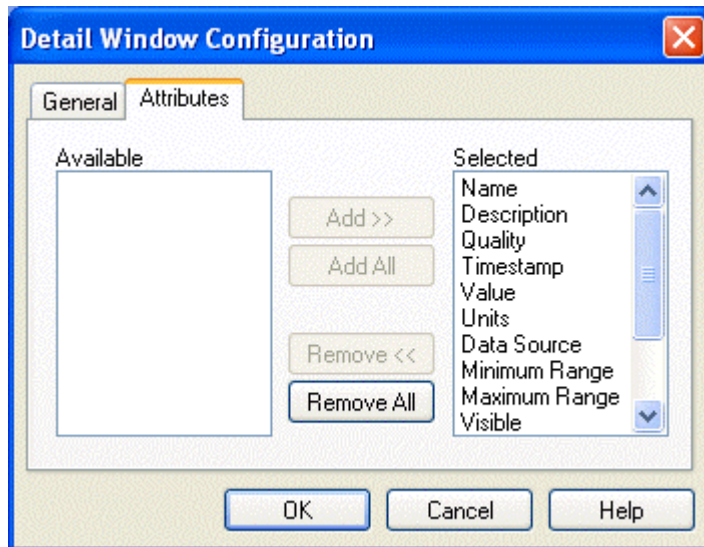 Detail Window Configuration
General
Attributes
Available
Selected
Add >>
Add All
Remove <<
Remove All
Name
Description
Quality
Timestamp
Value
Units
Data Source
Minimum Range
Maximum Range
Visible
OK
Cancel
Help